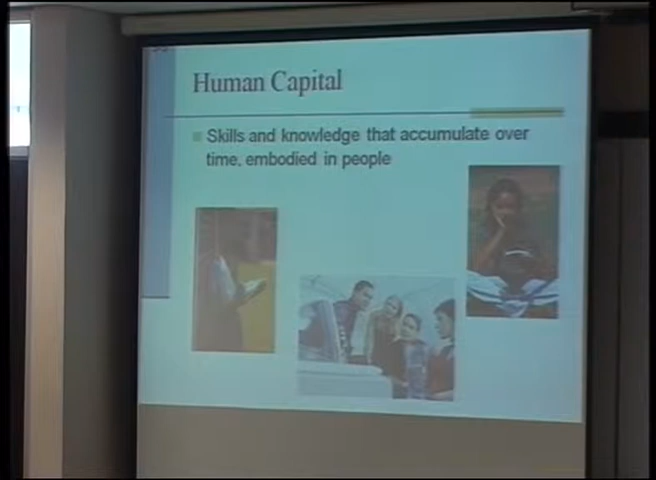 Human Capital
Skills and knowledge that accumulate over
time, embodied in people